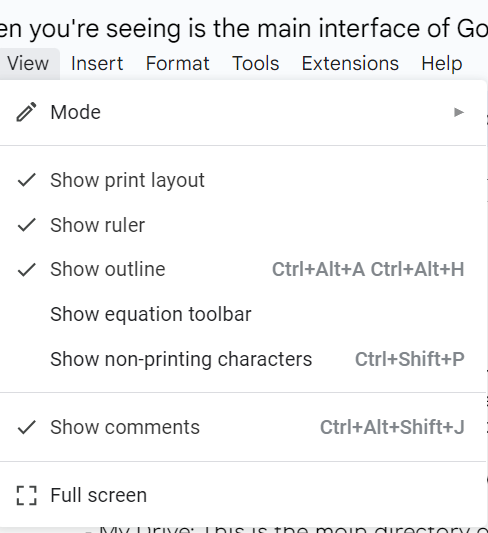 en you're seeing is the main interface of Go
View Insert Format Tools Extensions Help
Mode
Show print layout
Show ruler
Show outline Ctrl+Alt+A Ctrl+Alt+H
Show equation toolbar
Show non-printing characters Ctrl+Shift+P
Show comments Ctrl+Alt+Shift+J
Full screen
- My Drive: This is the main directory o